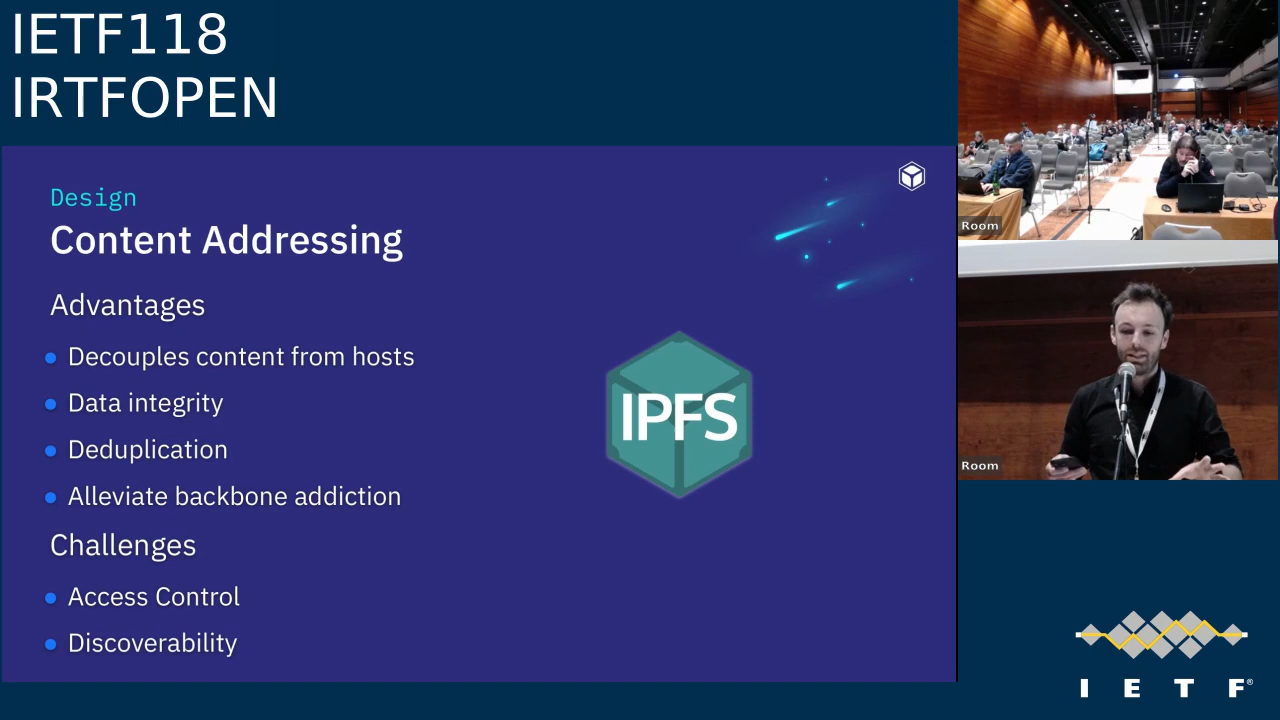 IETF118
IRTFOPEN
Design
Content Addressing
Advantages
Decouples content from hosts
Data integrity
Deduplication
Alleviate backbone addiction
Challenges
Access Control
Discoverability
IPFS
Room
Room
I E T F®